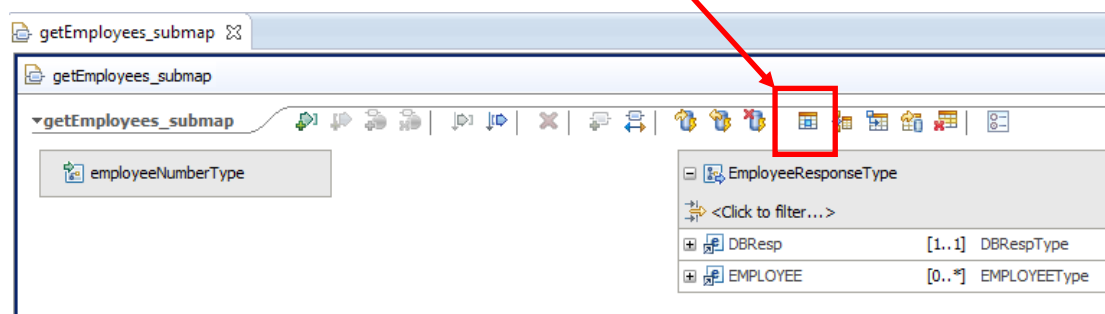 getEmployees_submap
getEmployees_submap
getEmployees_submap
employeeNumberType
EmployeeResponseType
<Click to filter...>
DBResp [1..1] DBRespType
EMPLOYEE [0..*] EMPLOYEEType